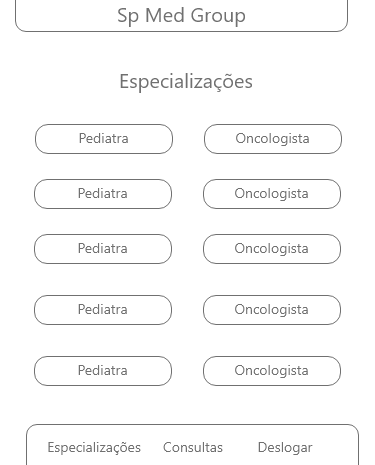 Sp Med Group
Especializações
Pediatra Oncologista
Pediatra Oncologista
Pediatra Oncologista
Pediatra Oncologista
Pediatra Oncologista
Especializações Consultas Deslogar